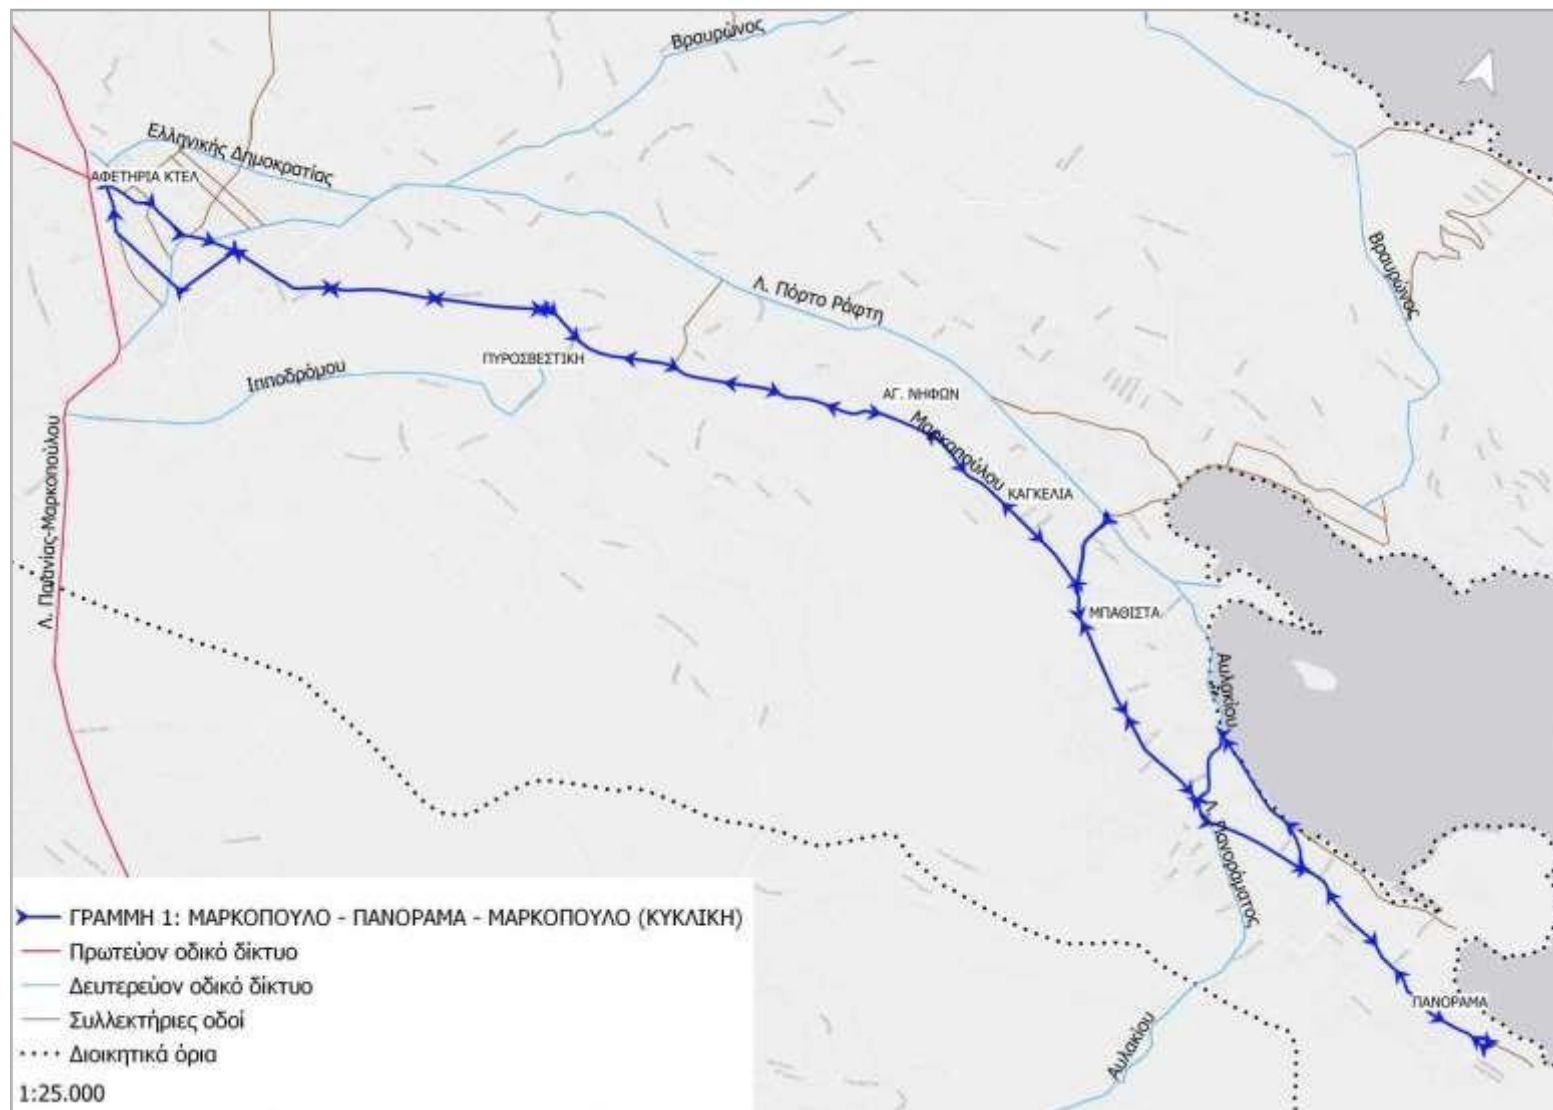 Βραυρώνος
Ελληνικής Δημοκρατίας
ΑΦΕΤΗΡΙΑ ΚΤΕΛ
Βραυρώνος
Λ. Πόρτο Ράφτη
ΠΥΡΟΣΒΕΣΤΙΚΗ
Ιπποδρόμου
ΑΓ. ΝΗΦΩΝ
Μαρκοπούλου
ΚΑΓΚΕΛΙΑ
Λ. Παιανίας-Μαρκοπούλου
ΜΠΑΘΙΣΤΑ
Αυλακίου
Λ. Πανοράματος
ΠΑΝΟΡΑΜΑ
Αυλακίου
ΓΡΑΜΜΗ 1: ΜΑΡΚΟΠΟΥΛΟ - ΠΑΝΟΡΑΜΑ - ΜΑΡΚΟΠΟΥΛΟ (ΚΥΚΛΙΚΗ)
Πρωτεύον οδικό δίκτυο
Δευτερεύον οδικό δίκτυο
Συλλεκτήριες οδοί
Διοικητικά όρια
1:25.000